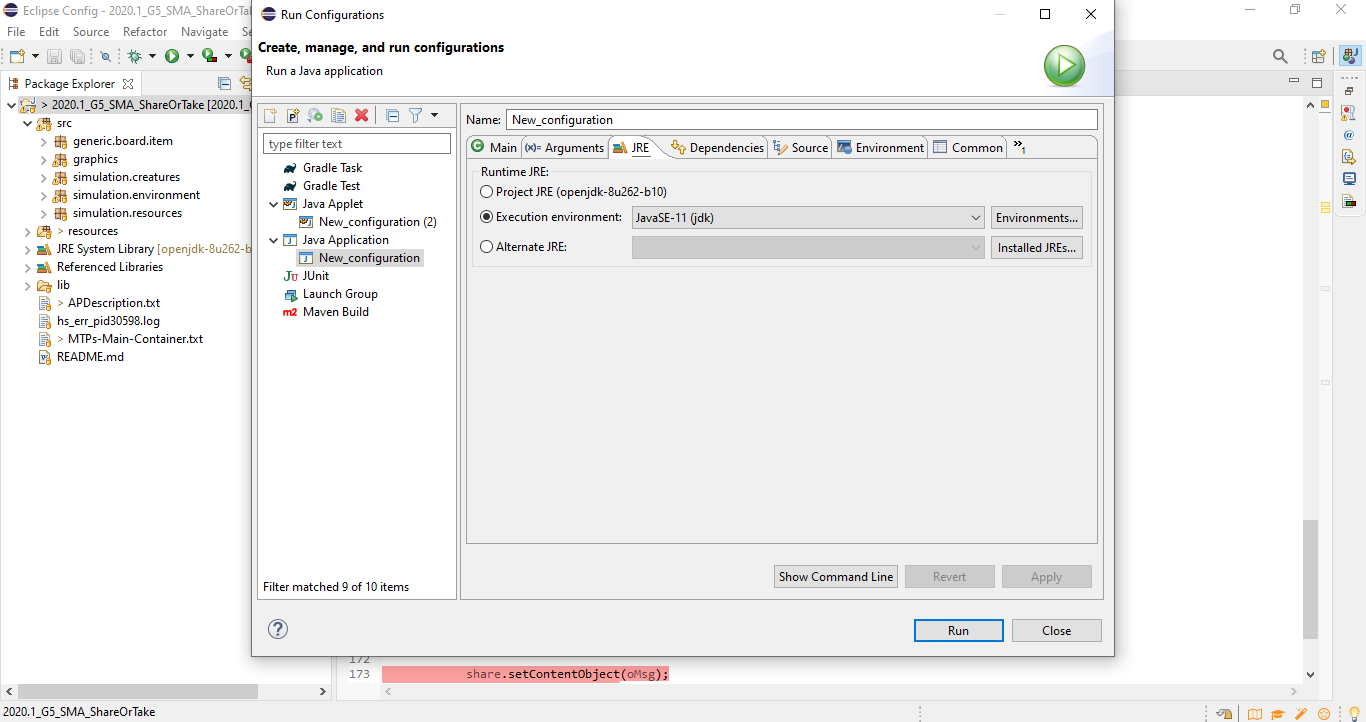 Eclipse Config - 2020.1_G5_SMA_ShareOrTa
File Edit Source Refactor Navigate Se
Package Explorer
> 2020.1_G5_SMA_ShareOrTake [2020.1_
src
generic.board.item
graphics
simulation.creatures
simulation.environment
simulation.resources
> resources
JRE System Library [openjdk-8u262-b
Referenced Libraries
lib
> APDescription.txt
hs_err_pid30598.log
> MTPs-Main-Container.txt
README.md
Run Configurations
Create, manage, and run configurations
Run a Java application
type filter text
Gradle Task
Gradle Test
Java Applet
New_configuration (2)
Java Application
New_configuration
JUnit
Launch Group
Maven Build
Filter matched 9 of 10 items
Name: New_configuration
Main (x)= Arguments JRE Dependencies Source Environment Common »1
Runtime JRE:
Project JRE (openjdk-8u262-b10)
Execution environment: JavaSE-11 (jdk) Environments...
Alternate JRE: Installed JREs...
Show Command Line Revert Apply
Run Close
172
173 share.setContentObject(oMsg);
2020.1_G5_SMA_ShareOrTake